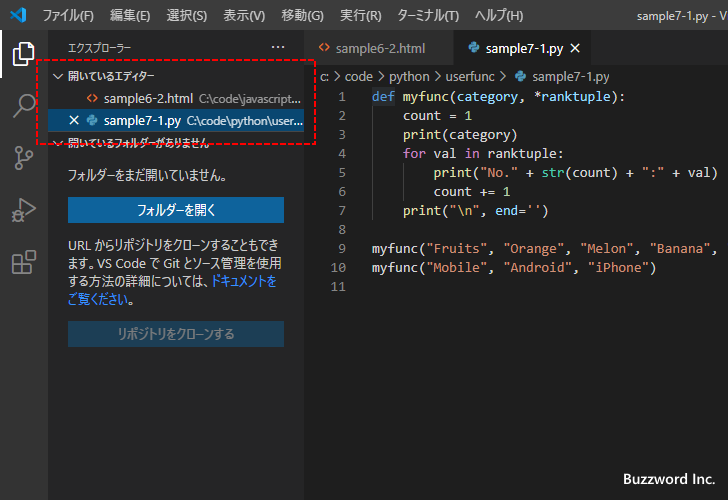 ファイル(F) 編集(E) 選択(S) 表示(V) 移動(G) 実行(R) ターミナル(T) ヘルプ(H) sample7-1.py - V
エクスプローラー ···
sample6-2.html sample7-1.py
開いているエディター
sample6-2.html C:\code\javascript...
sample7-1.py C:\code\python\user...
開いているフォルダーがありません
フォルダーをまだ開いていません。
フォルダーを開く
URL からリポジトリをクローンすることもでき
ます。VS Code で Git とソース管理を使用
する方法の詳細については、ドキュメントを
ご覧ください。
リポジトリをクローンする
c: > code > python > userfunc > sample7-1.py
1 def myfunc(category, *ranktuple):
2     count = 1
3     print(category)
4     for val in ranktuple:
5         print("No." + str(count) + ":" + val)
6         count += 1
7     print("\n", end='')
8
9 myfunc("Fruits", "Orange", "Melon", "Banana",
10 myfunc("Mobile", "Android", "iPhone")
11
Buzzword Inc.